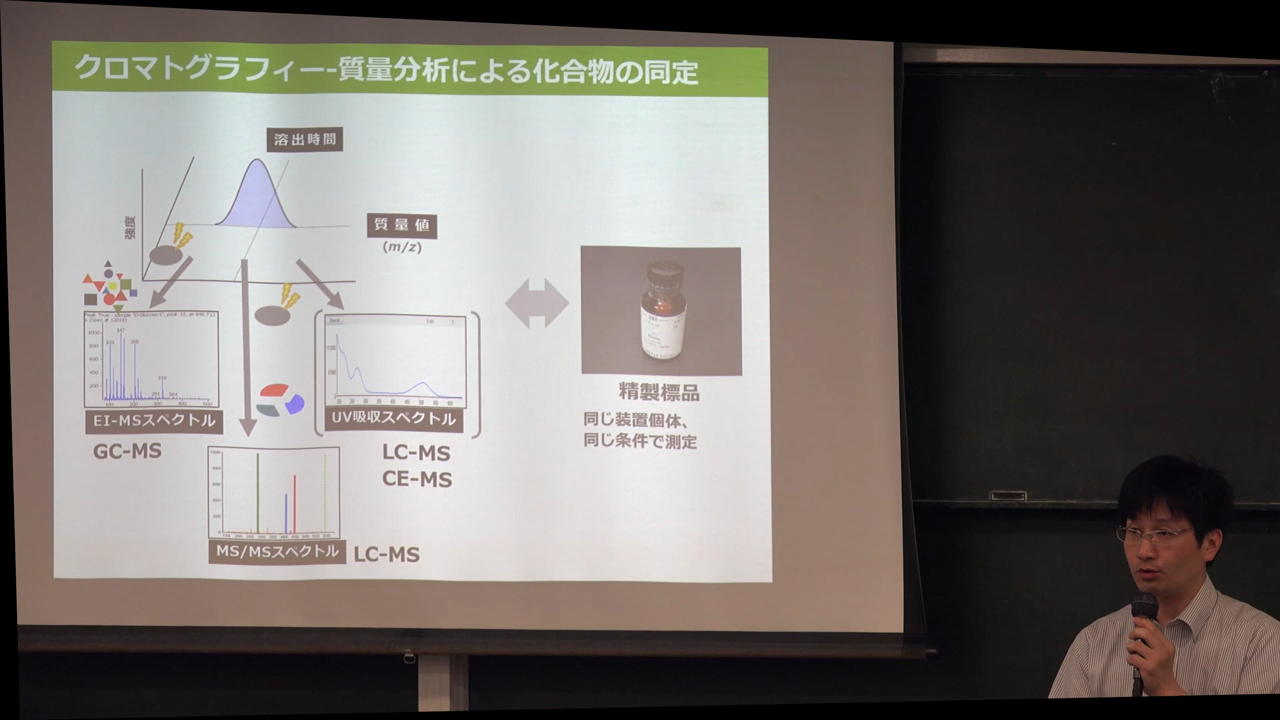 クロマトグラフィー-質量分析による化合物の同定
溶出時間
強度
質量値
(m/z)
EI-MSスペクトル
GC-MS
UV吸収スペクトル
LC-MS
CE-MS
MS/MSスペクトル
LC-MS
精製標品
同じ装置個体、
同じ条件で測定